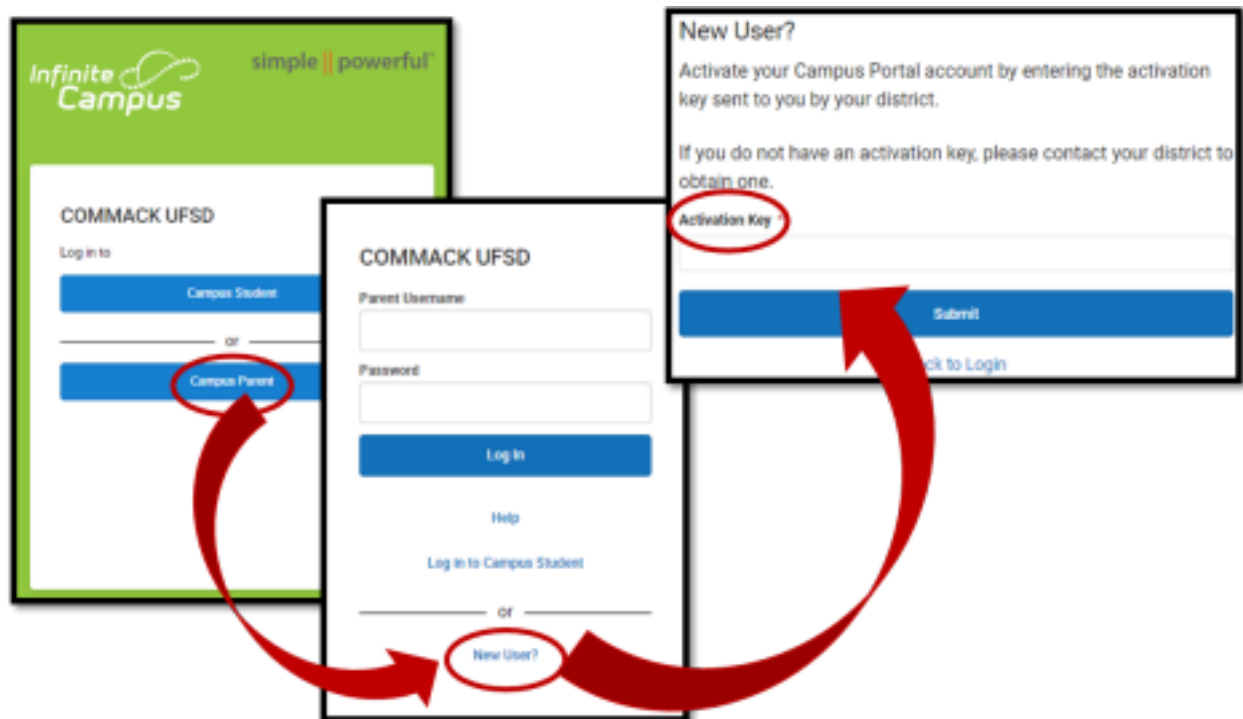 Infinite
Campus
simple || powerful
COMMACK UFSD
Log in to
Campus Student
or
Campus Parent
COMMACK UFSD
Parent Username
Password
Log In
Help
Log in to Campus Student
or
New User?
New User?
Activate your Campus Portal account by entering the activation
key sent to you by your district.
If you do not have an activation key, please contact your district to
obtain one.
Activation Key *
Submit
ck to Login